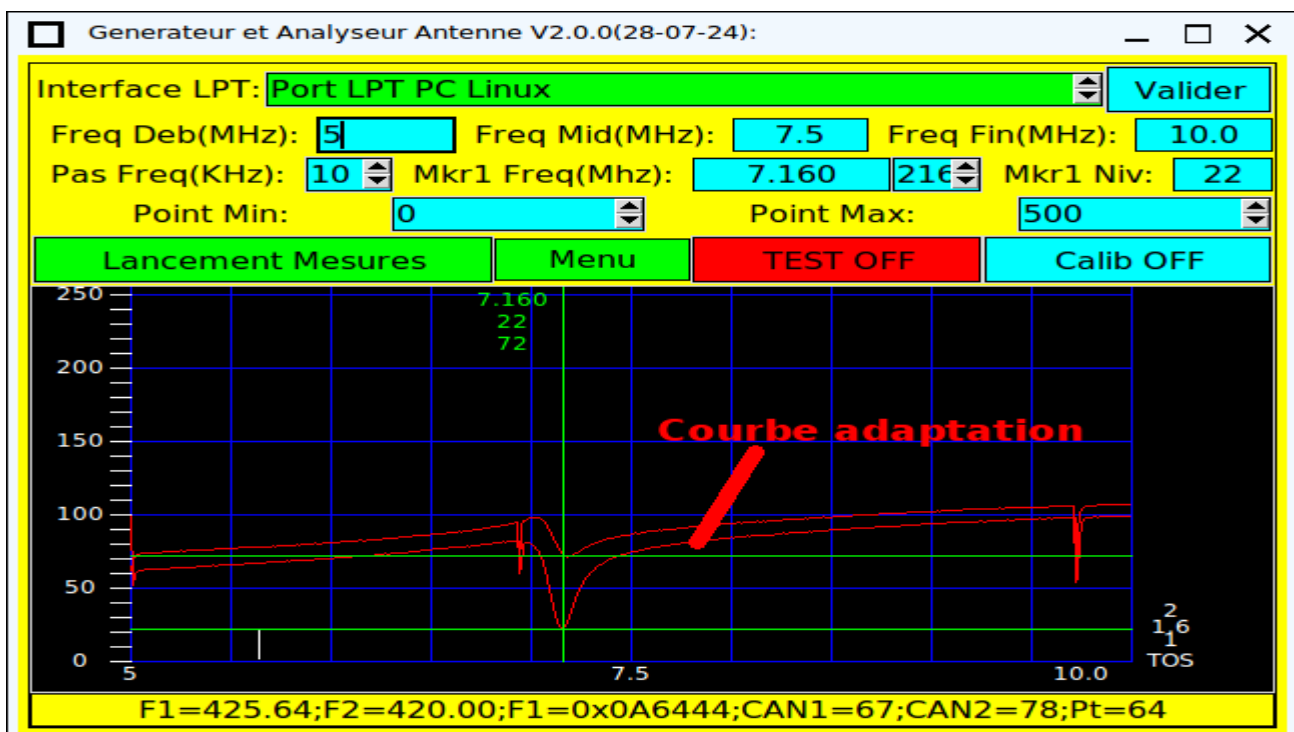 Generateur et Analyseur Antenne V2.0.0(28-07-24):
Interface LPT: Port LPT PC Linux Valider
Freq Deb(MHz): 5 Freq Mid(MHz): 7.5 Freq Fin(MHz): 10.0
Pas Freq(KHz): 10 Mkr1 Freq(Mhz): 7.160 216 Mkr1 Niv: 22
Point Min: 0 Point Max: 500
Lancement Mesures Menu TEST OFF Calib OFF
250
7.160
22
72
200
150
Courbe adaptation
100
50
2
1,6
1
0
TOS
5 7.5 10.0
F1=425.64;F2=420.00;F1=0x0A6444;CAN1=67;CAN2=78;Pt=64